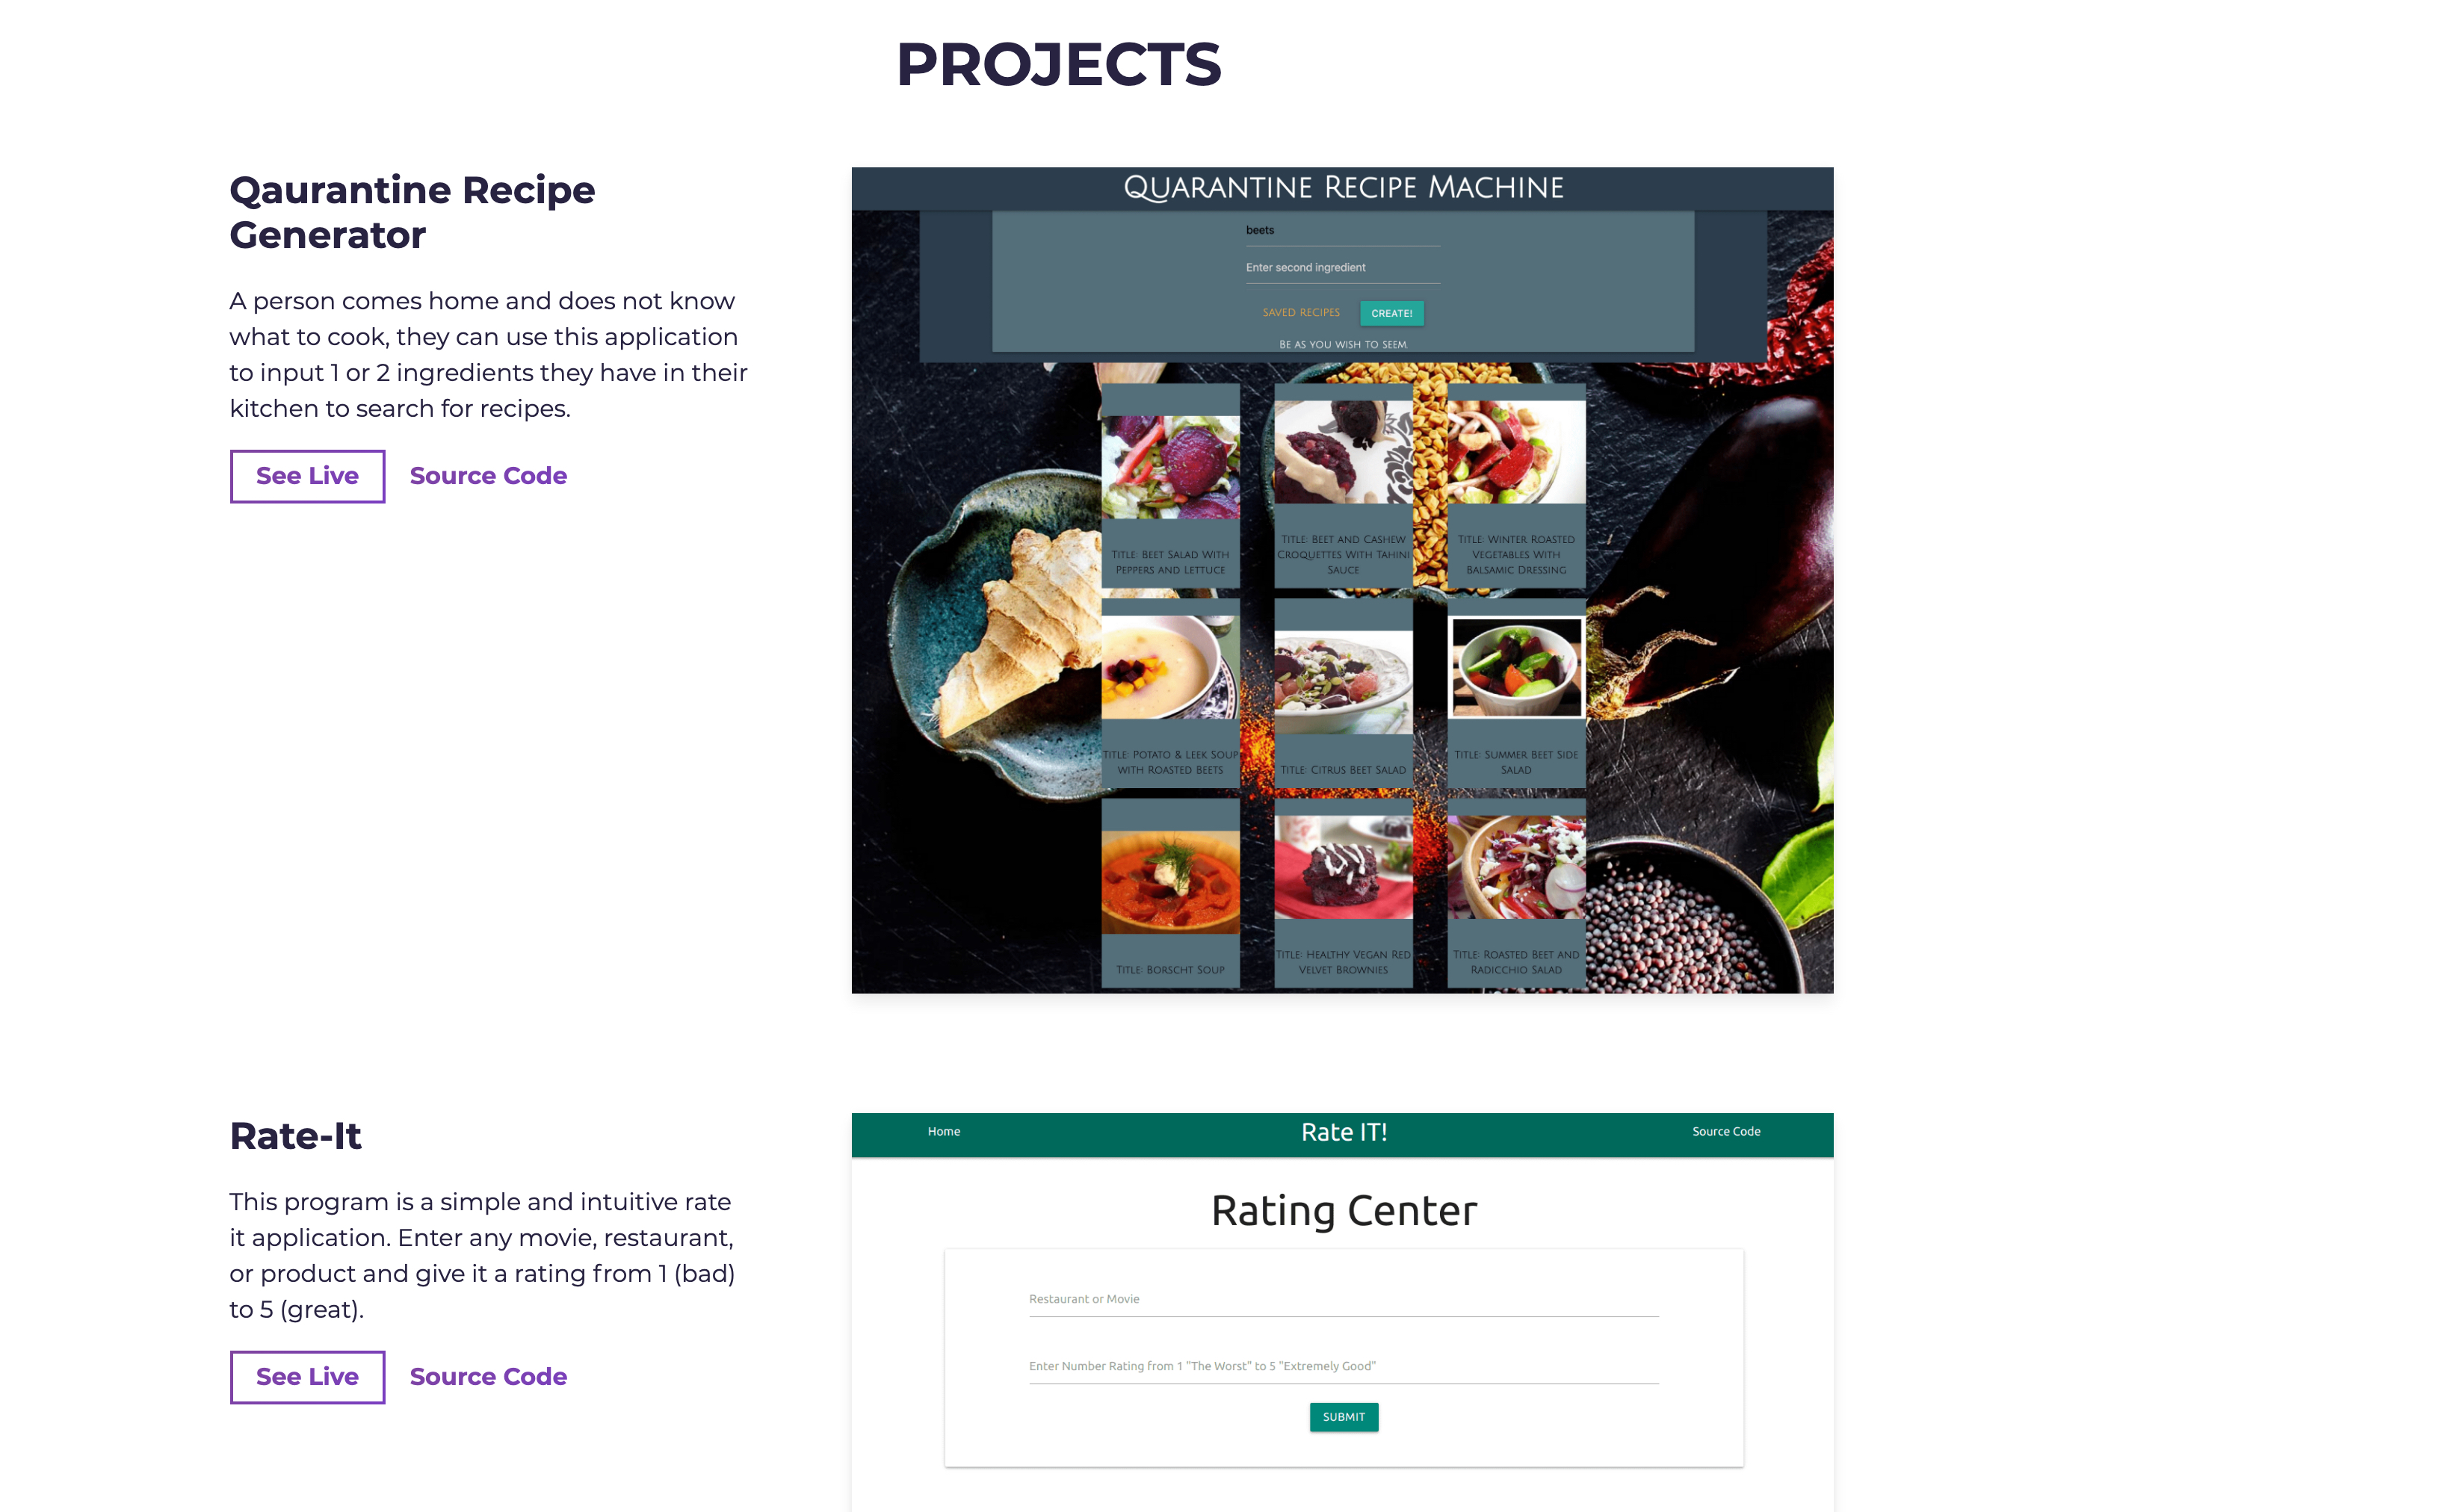 PROJECTS
Qaurantine Recipe
Generator
A person comes home and does not know
what to cook, they can use this application
to input 1 or 2 ingredients they have in their
kitchen to search for recipes.
See Live
Source Code
QUARANTINE RECIPE MACHINE
beets
Enter second ingredient
SAVED RECIPES
CREATE!
BE AS YOU WISH TO SEEM.
TITLE: BEET SALAD WITH
PEPPERS AND LETTUCE
TITLE: BEET AND CASHEW
CROQUETTES WITH TAHINI
SAUCE
TITLE: WINTER ROASTED
VEGETABLES WITH
BALSAMIC DRESSING
TITLE: POTATO & LEEK SOUP
WITH ROASTED BEETS
TITLE: CITRUS BEET SALAD
TITLE: SUMMER BEET SIDE
SALAD
TITLE: BORSCHT SOUP
TITLE: HEALTHY VEGAN RED
VELVET BROWNIES
TITLE: ROASTED BEET AND
RADICCHIO SALAD
Rate-It
This program is a simple and intuitive rate
it application. Enter any movie, restaurant,
or product and give it a rating from 1 (bad)
to 5 (great).
See Live
Source Code
Home
Rate IT!
Source Code
Rating Center
Restaurant or Movie
Enter Number Rating from 1 "The Worst" to 5 "Extremely Good"
SUBMIT